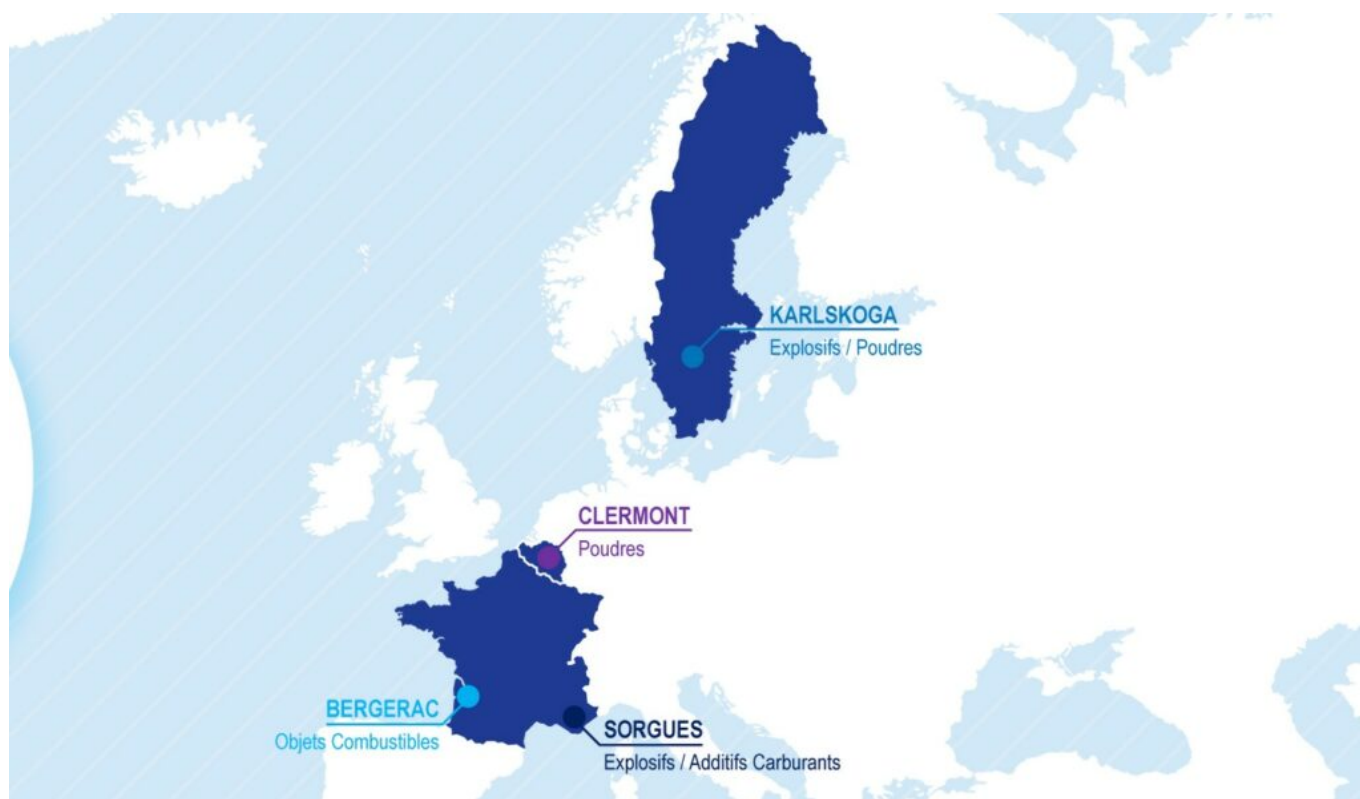 KARLSKOGA
Explosifs / Poudres
CLERMONT
Poudres
BERGERAC
Objets Combustibles
SORGUES
Explosifs / Additifs Carburants